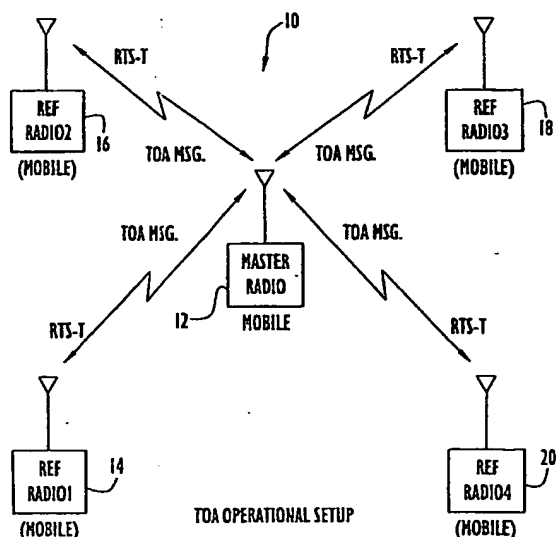 10
RTS-T
RTS-T
REF
RADIO2
16
(MOBILE)
REF
RADIO3
18
(MOBILE)
TOA MSG.
TOA MSG.
TOA MSG.
TOA MSG.
MASTER
RADIO
12
MOBILE
RTS-T
RTS-T
REF
RADIO1
14
(MOBILE)
REF
RADIO4
20
(MOBILE)
TOA OPERATIONAL SETUP